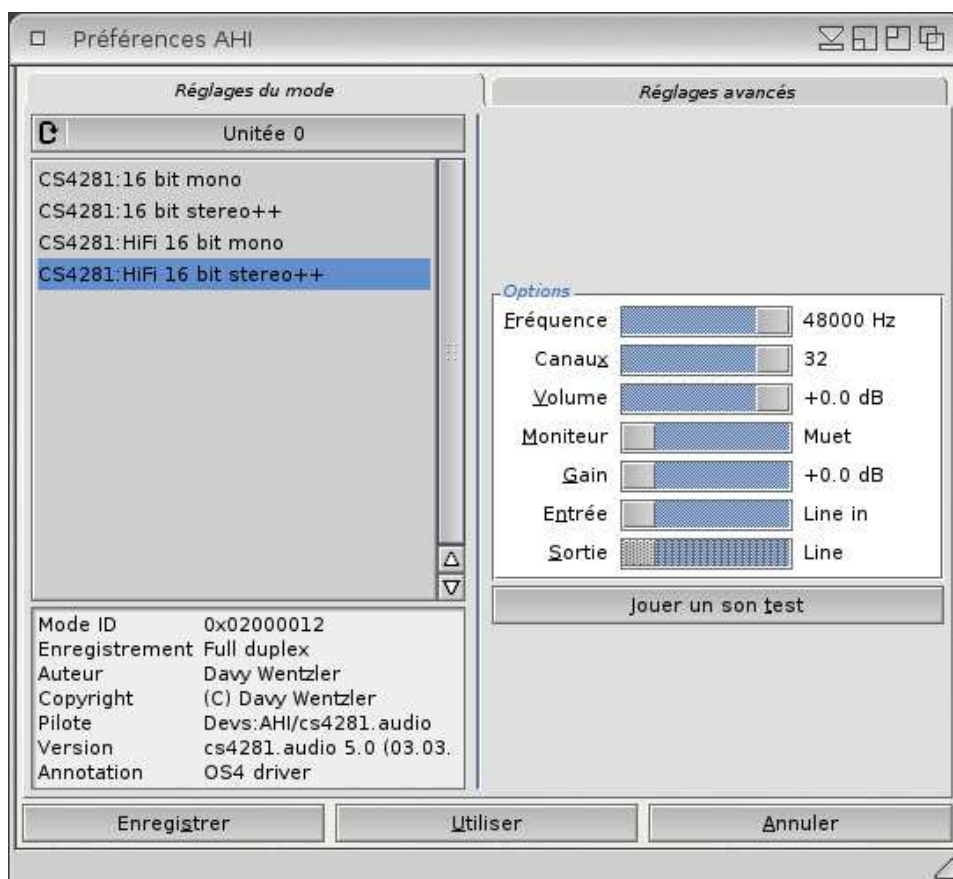 Préférences AHI
Réglages du mode
Réglages avancés
Unitée 0
CS4281:16 bit mono
CS4281:16 bit stereo++
CS4281:HiFi 16 bit mono
CS4281:HiFi 16 bit stereo++
Mode ID 0x02000012
Enregistrement Full duplex
Auteur Davy Wentzler
Copyright (C) Davy Wentzler
Pilote Devs:AHI/cs4281.audio
Version cs4281.audio 5.0 (03.03.
Annotation OS4 driver
Options
Fréquence 48000 Hz
Canaux 32
Volume +0.0 dB
Moniteur Muet
Gain +0.0 dB
Entrée Line in
Sortie Line
Jouer un son test
Enregistrer
Utiliser
Annuler